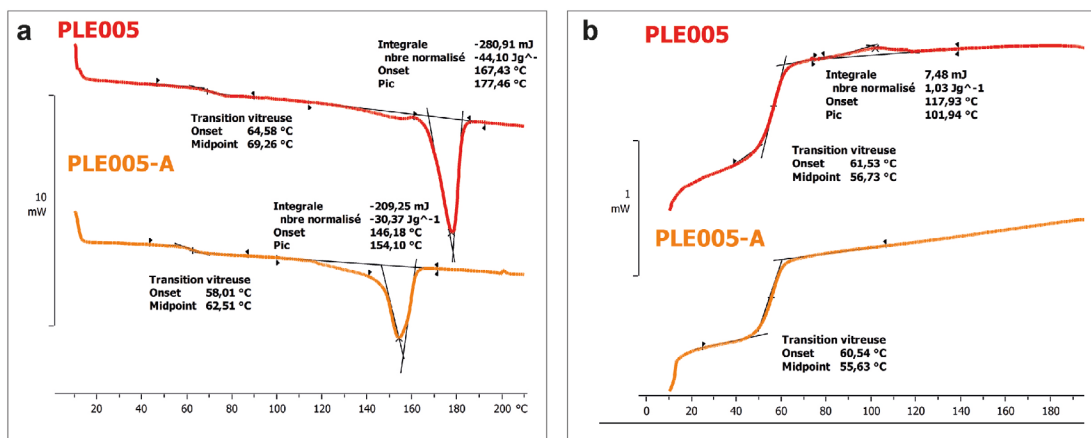 a
PLE005
Integrale -280,91 mJ
nbre normalisé -44,10 Jg^-
Onset 167,43 °C
Pic 177,46 °C
Transition vitreuse
Onset 64,58 °C
Midpoint 69,26 °C
PLE005-A
10
mW
Integrale -209,25 mJ
nbre normalisé -30,37 Jg^-1
Onset 146,18 °C
Pic 154,10 °C
Transition vitreuse
Onset 58,01 °C
Midpoint 62,51 °C
20 40 60 80 100 120 140 160 180 200 °C
b
PLE005
Integrale 7,48 mJ
nbre normalisé 1,03 Jg^-1
Onset 117,93 °C
Pic 101,94 °C
Transition vitreuse
Onset 61,53 °C
Midpoint 56,73 °C
1
mW
PLE005-A
Transition vitreuse
Onset 60,54 °C
Midpoint 55,63 °C
0 20 40 60 80 100 120 140 160 180